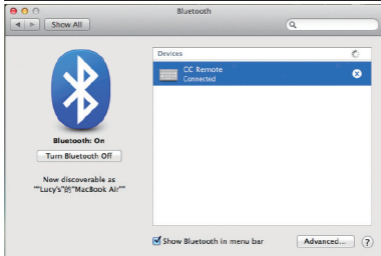 Bluetooth
Show All
Devices
CC Remote
Connected
Bluetooth: On
Turn Bluetooth Off
Now discoverable as
""Lucy's"的"MacBook Air""
Show Bluetooth in menu bar
Advanced...
?